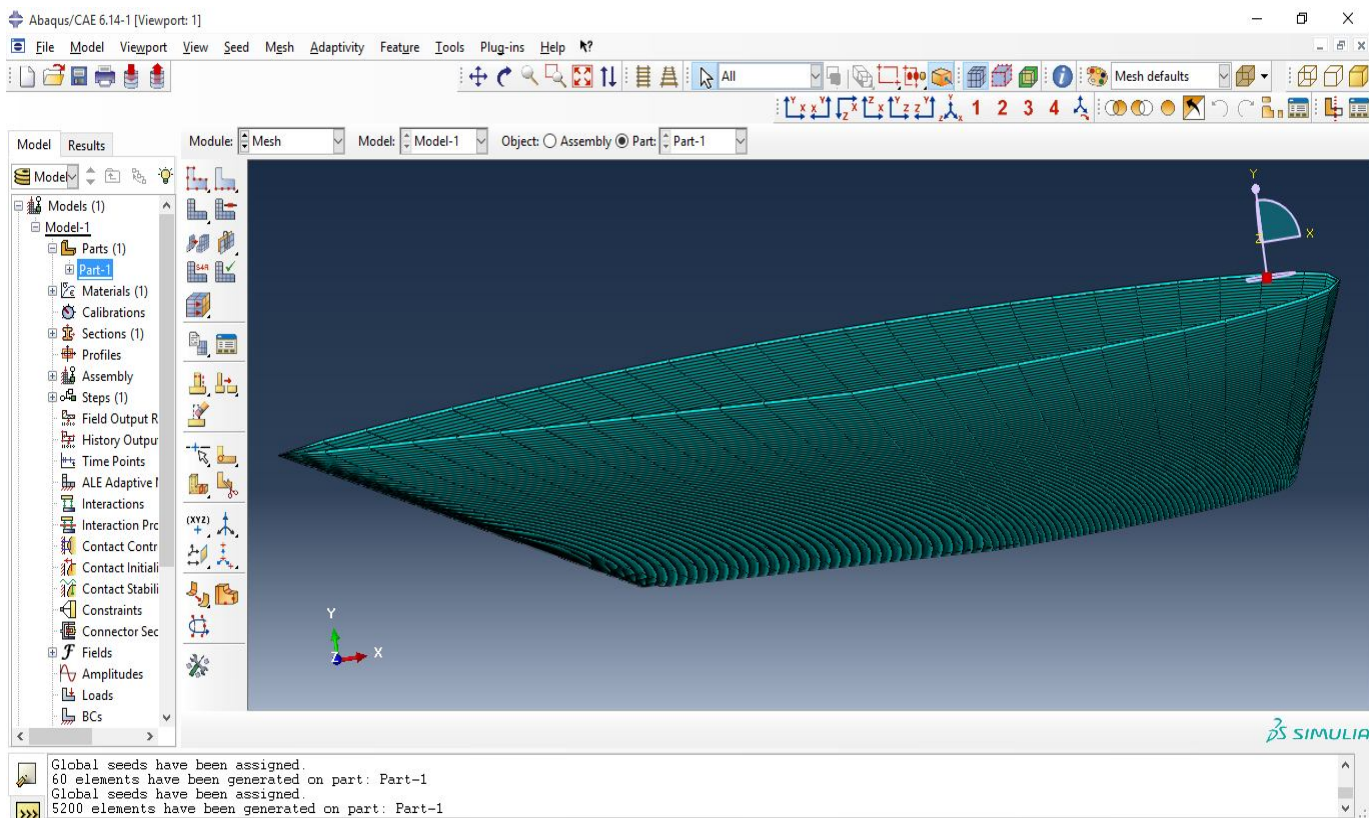 Abaqus/CAE 6.14-1 [Viewport: 1]
File Model Viewport View Seed Mesh Adaptivity Feature Tools Plug-ins Help
All
Mesh defaults
1 2 3 4
Model Results
Module: Mesh Model: Model-1 Object: Assembly Part: Part-1
Model
Models (1)
Model-1
Parts (1)
Part-1
Materials (1)
Calibrations
Sections (1)
Profiles
Assembly
Steps (1)
Field Output R
History Outpu
Time Points
ALE Adaptive
Interactions
Interaction Prc
Contact Contr
Contact Initiali
Contact Stabili
Constraints
Connector Sec
Fields
Amplitudes
Loads
BCs
S4R
(XYZ)
Y
X
Z
Y
X
Z
SIMULIA
Global seeds have been assigned.
60 elements have been generated on part: Part-1
Global seeds have been assigned.
5200 elements have been generated on part: Part-1